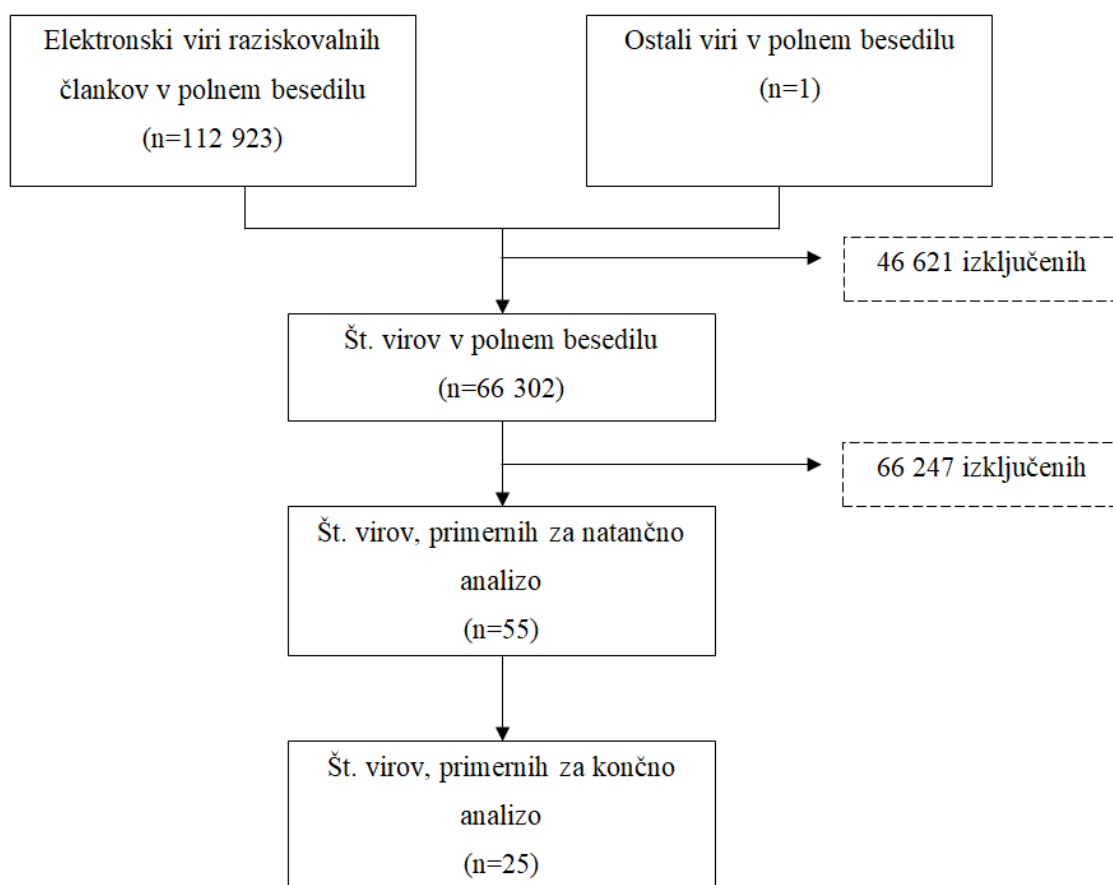 Elektronski viri raziskovalnih
člankov v polnem besedilu
(n=112 923)
Ostali viri v polnem besedilu
(n=1)
46 621 izključenih
Št. virov v polnem besedilu
(n=66 302)
66 247 izključenih
Št. virov, primernih za natančno
analizo
(n=55)
Št. virov, primernih za končno
analizo
(n=25)